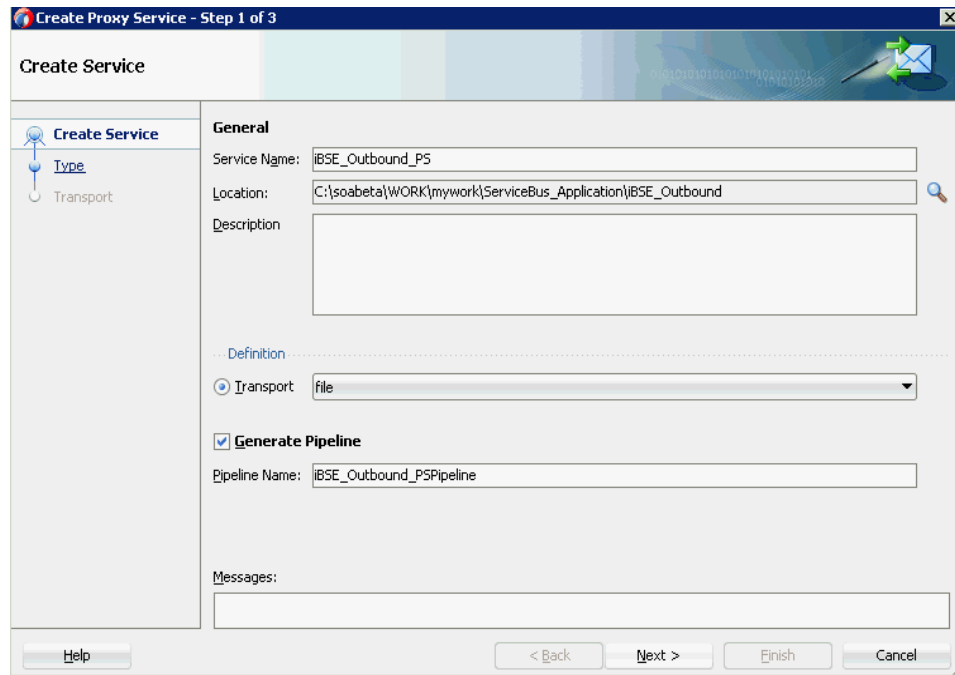 Create Proxy Service - Step 1 of 3
Create Service
Create Service
Type
Transport
General
Service Name: iBSE_Outbound_PS
Location: C:\soabeta\WORK\mywork\ServiceBus_Application\iBSE_Outbound
Description
Definition
Transport file
Generate Pipeline
Pipeline Name: iBSE_Outbound_PSPipeline
Messages:
Help < Back Next > Finish Cancel